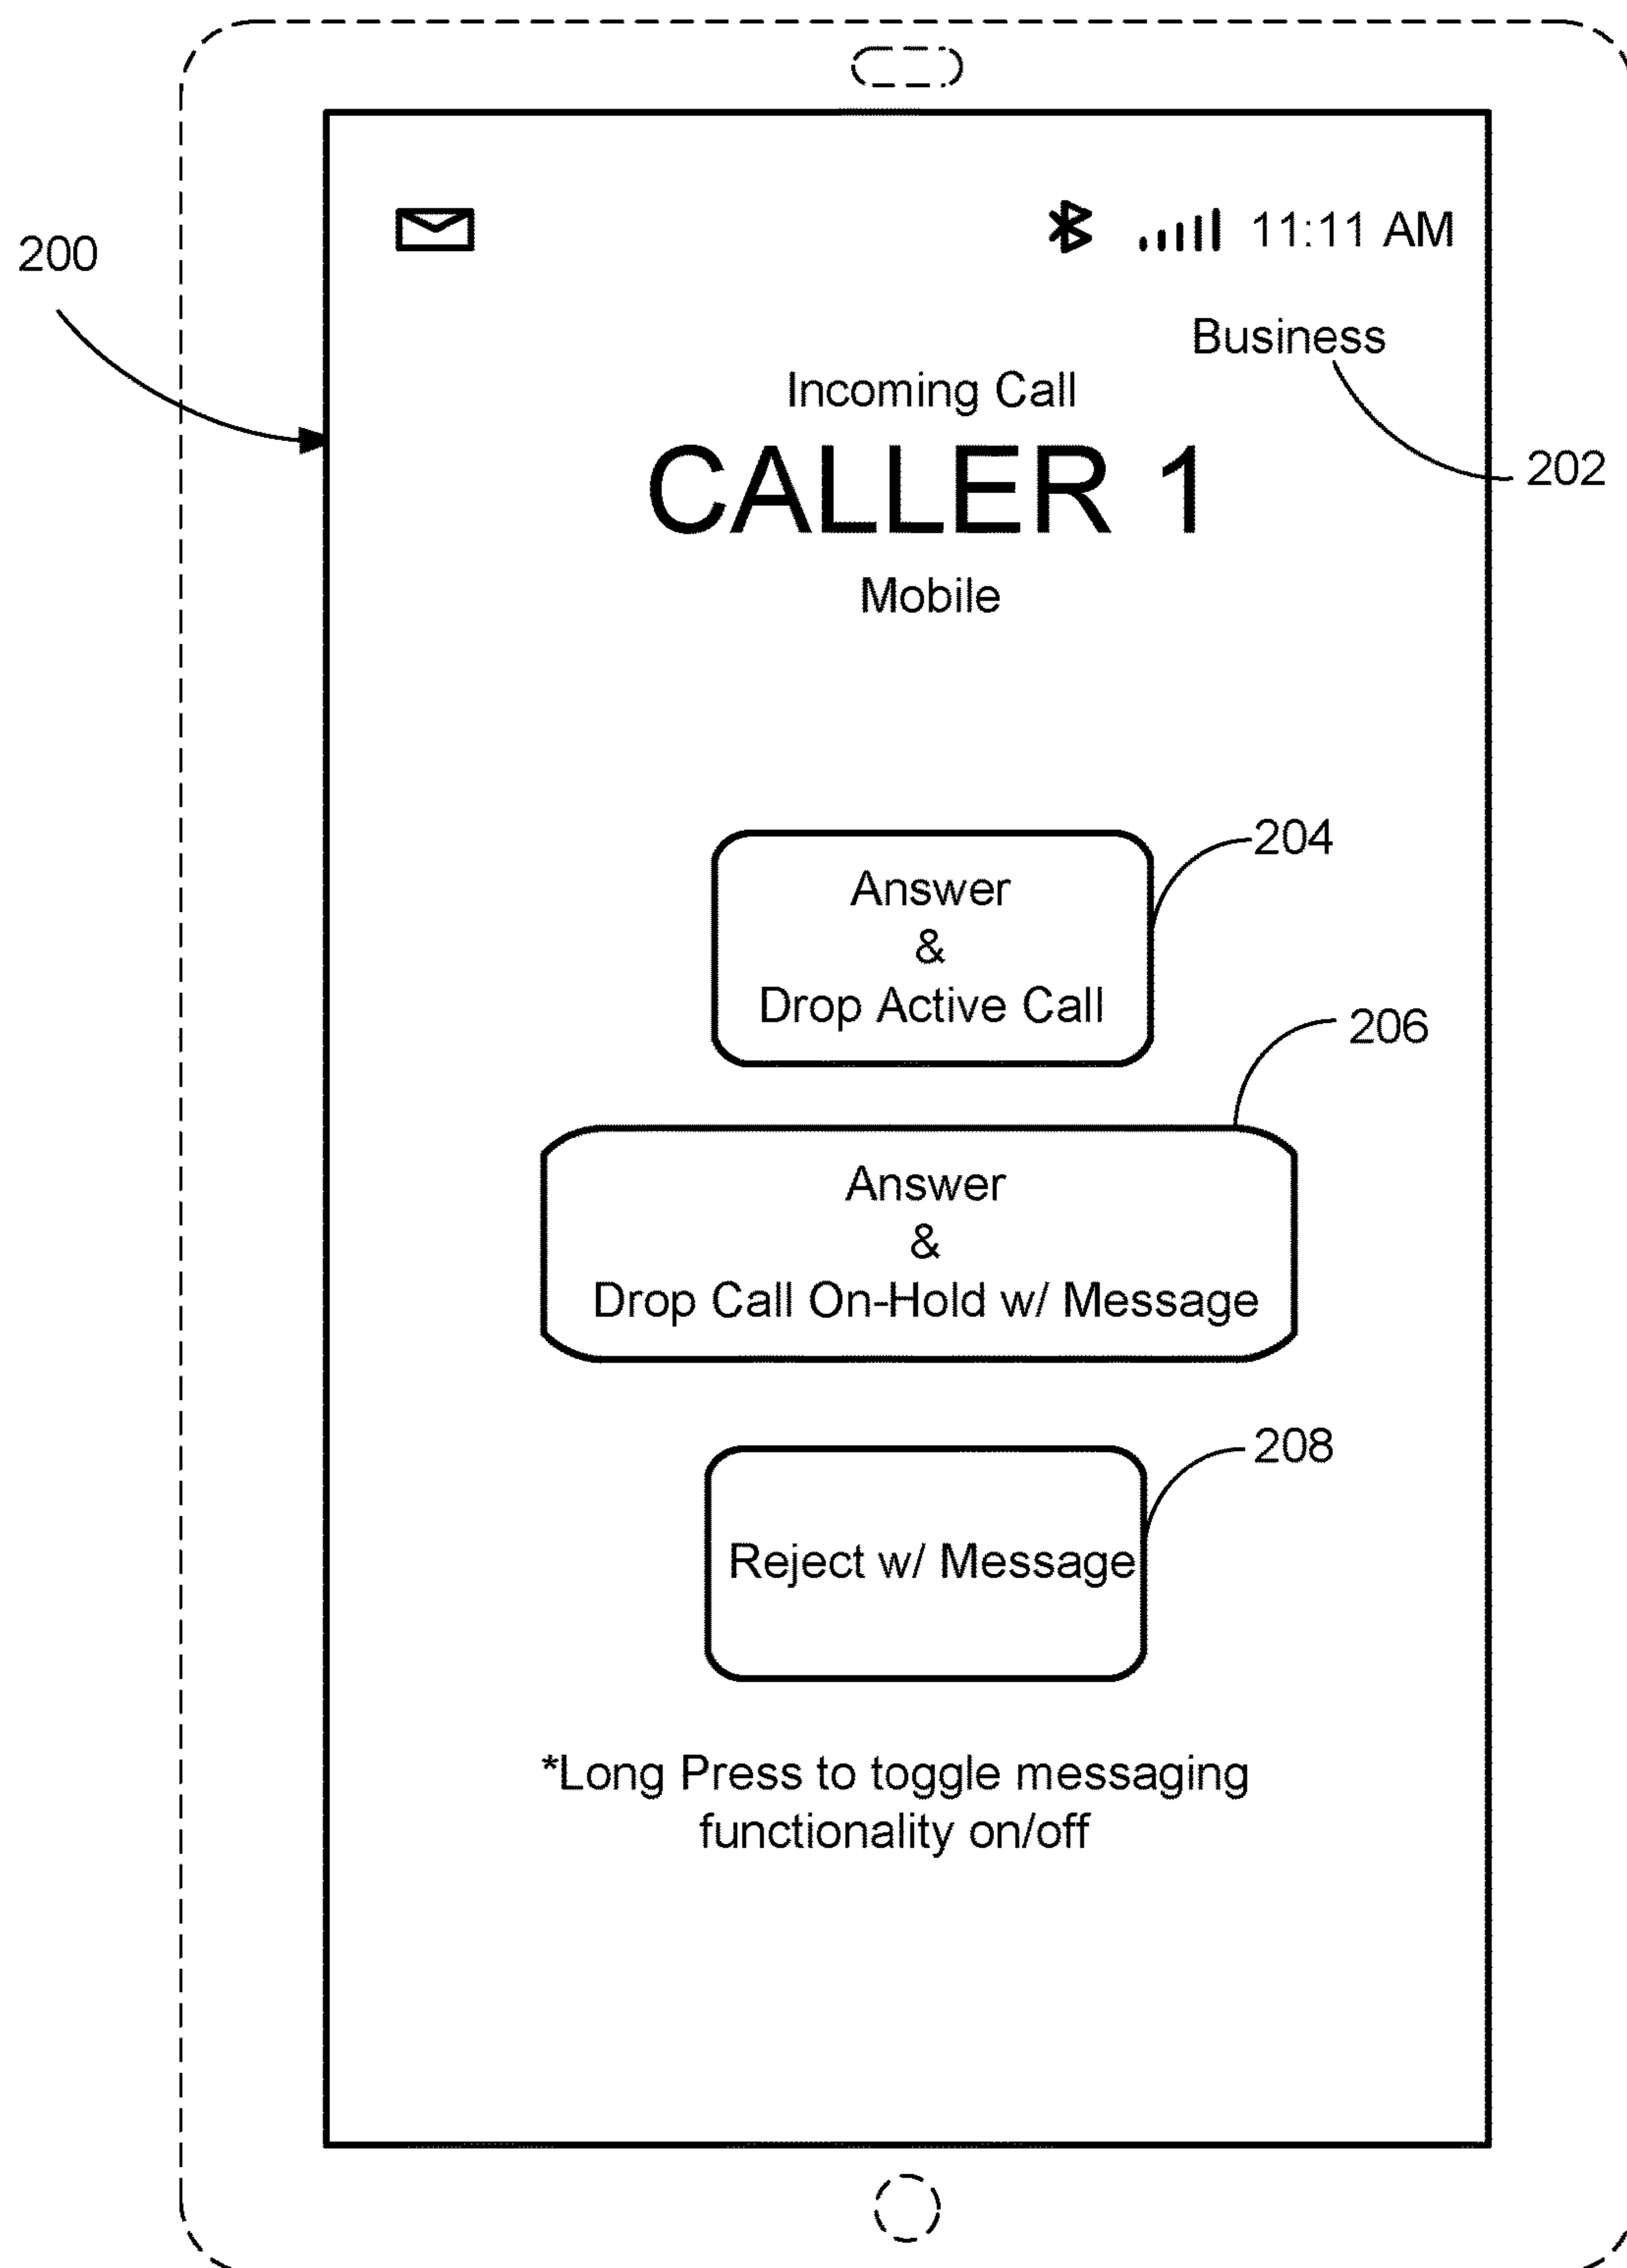 200
11:11 AM
Business
202
Incoming Call
CALLER 1
Mobile
204
Answer
&
Drop Active Call
206
Answer
&
Drop Call On-Hold w/ Message
208
Reject w/ Message
*Long Press to toggle messaging
functionality on/off